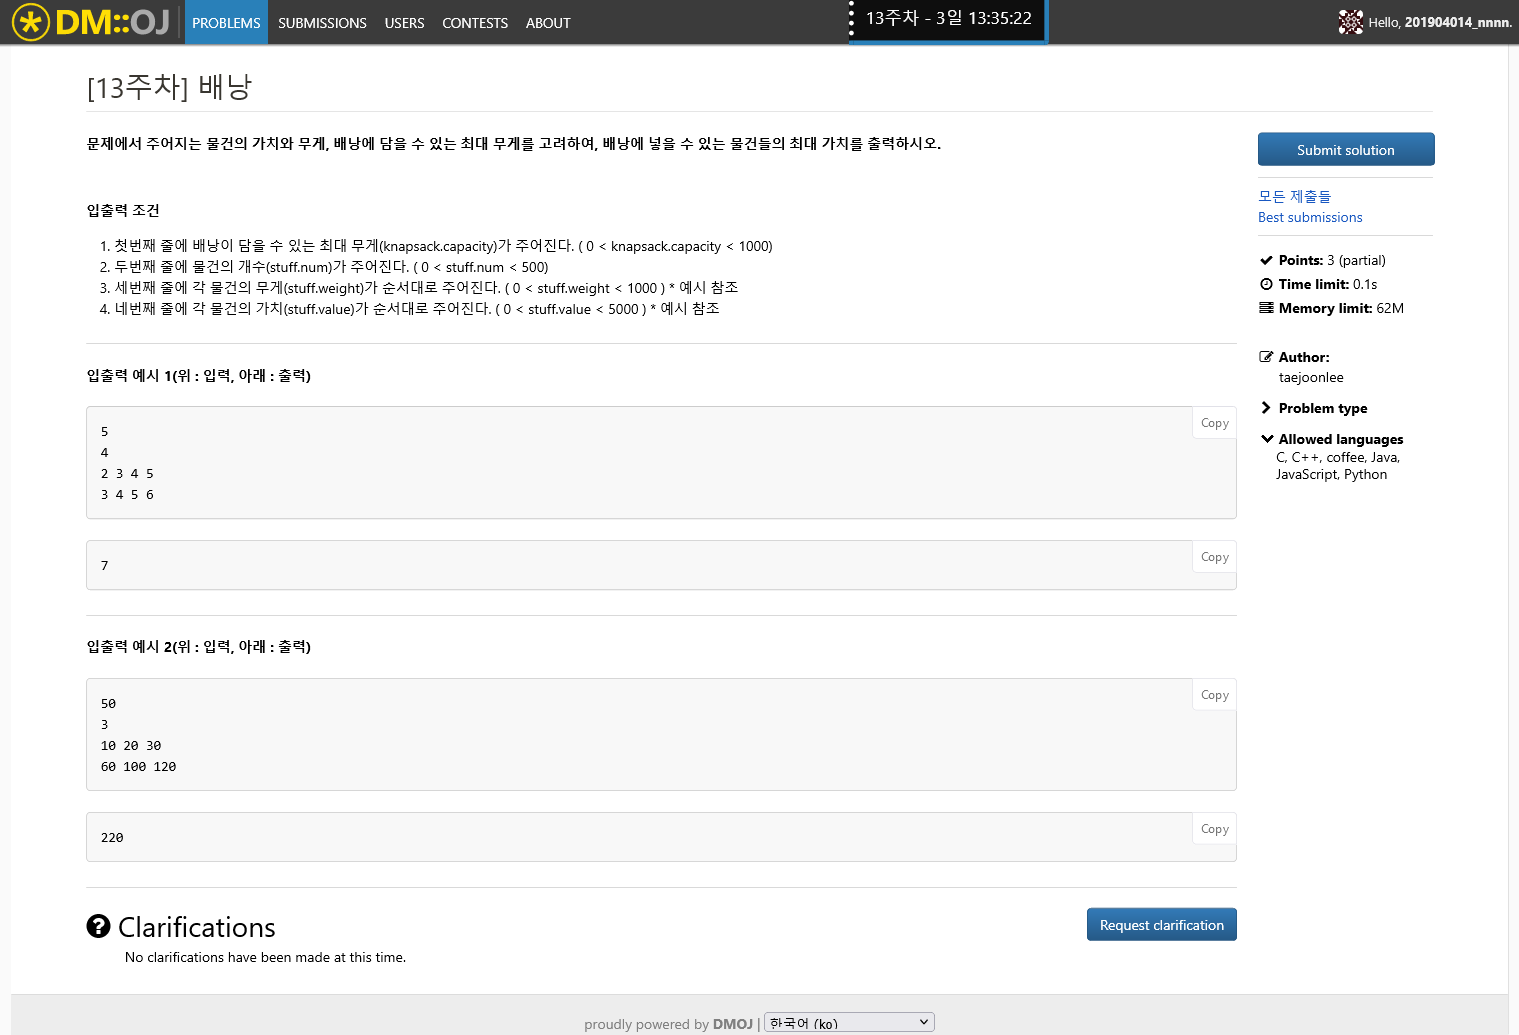 DM::OJ
PROBLEMS SUBMISSIONS USERS CONTESTS ABOUT
13주차 - 3일 13:35:22
Hello, 201904014_nnnn.
[13주차] 배낭
문제에서 주어지는 물건의 가치와 무게, 배낭에 담을 수 있는 최대 무게를 고려하여, 배낭에 넣을 수 있는 물건들의 최대 가치를 출력하시오.
입출력 조건
1. 첫번째 줄에 배낭이 담을 수 있는 최대 무게(knapsack.capacity)가 주어진다. ( 0 < knapsack.capacity < 1000)
2. 두번째 줄에 물건의 개수(stuff.num)가 주어진다. ( 0 < stuff.num < 500)
3. 세번째 줄에 각 물건의 무게(stuff.weight)가 순서대로 주어진다. ( 0 < stuff.weight < 1000 ) * 예시 참조
4. 네번째 줄에 각 물건의 가치(stuff.value)가 순서대로 주어진다. ( 0 < stuff.value < 5000 ) * 예시 참조
입출력 예시 1(위 : 입력, 아래 : 출력)
Copy
5
4
2 3 4 5
3 4 5 6
Copy
7
입출력 예시 2(위 : 입력, 아래 : 출력)
Copy
50
3
10 20 30
60 100 120
Copy
220
Clarifications
Request clarification
No clarifications have been made at this time.
Submit solution
모든 제출들
Best submissions
Points: 3 (partial)
Time limit: 0.1s
Memory limit: 62M
Author:
taejoonlee
Problem type
Allowed languages
C, C++, coffee, Java,
JavaScript, Python
proudly powered by DMOJ | 한국어 (ko)